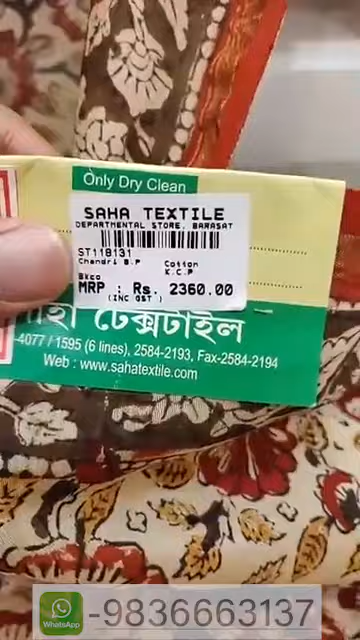 Only Dry Clean
SAHA TEXTILE
DEPARTMENTAL STORE. BARASAT
ST118131
Chandri B.P Cotton
K.C.P
MRP : Rs. 2360.00
(INC GST )
টেক্সটাইল
-4077 / 1595 (6 lines), 2584-2193, Fax-2584-2194
Web : www.sahatextile.com
WhatsApp
-9836663137